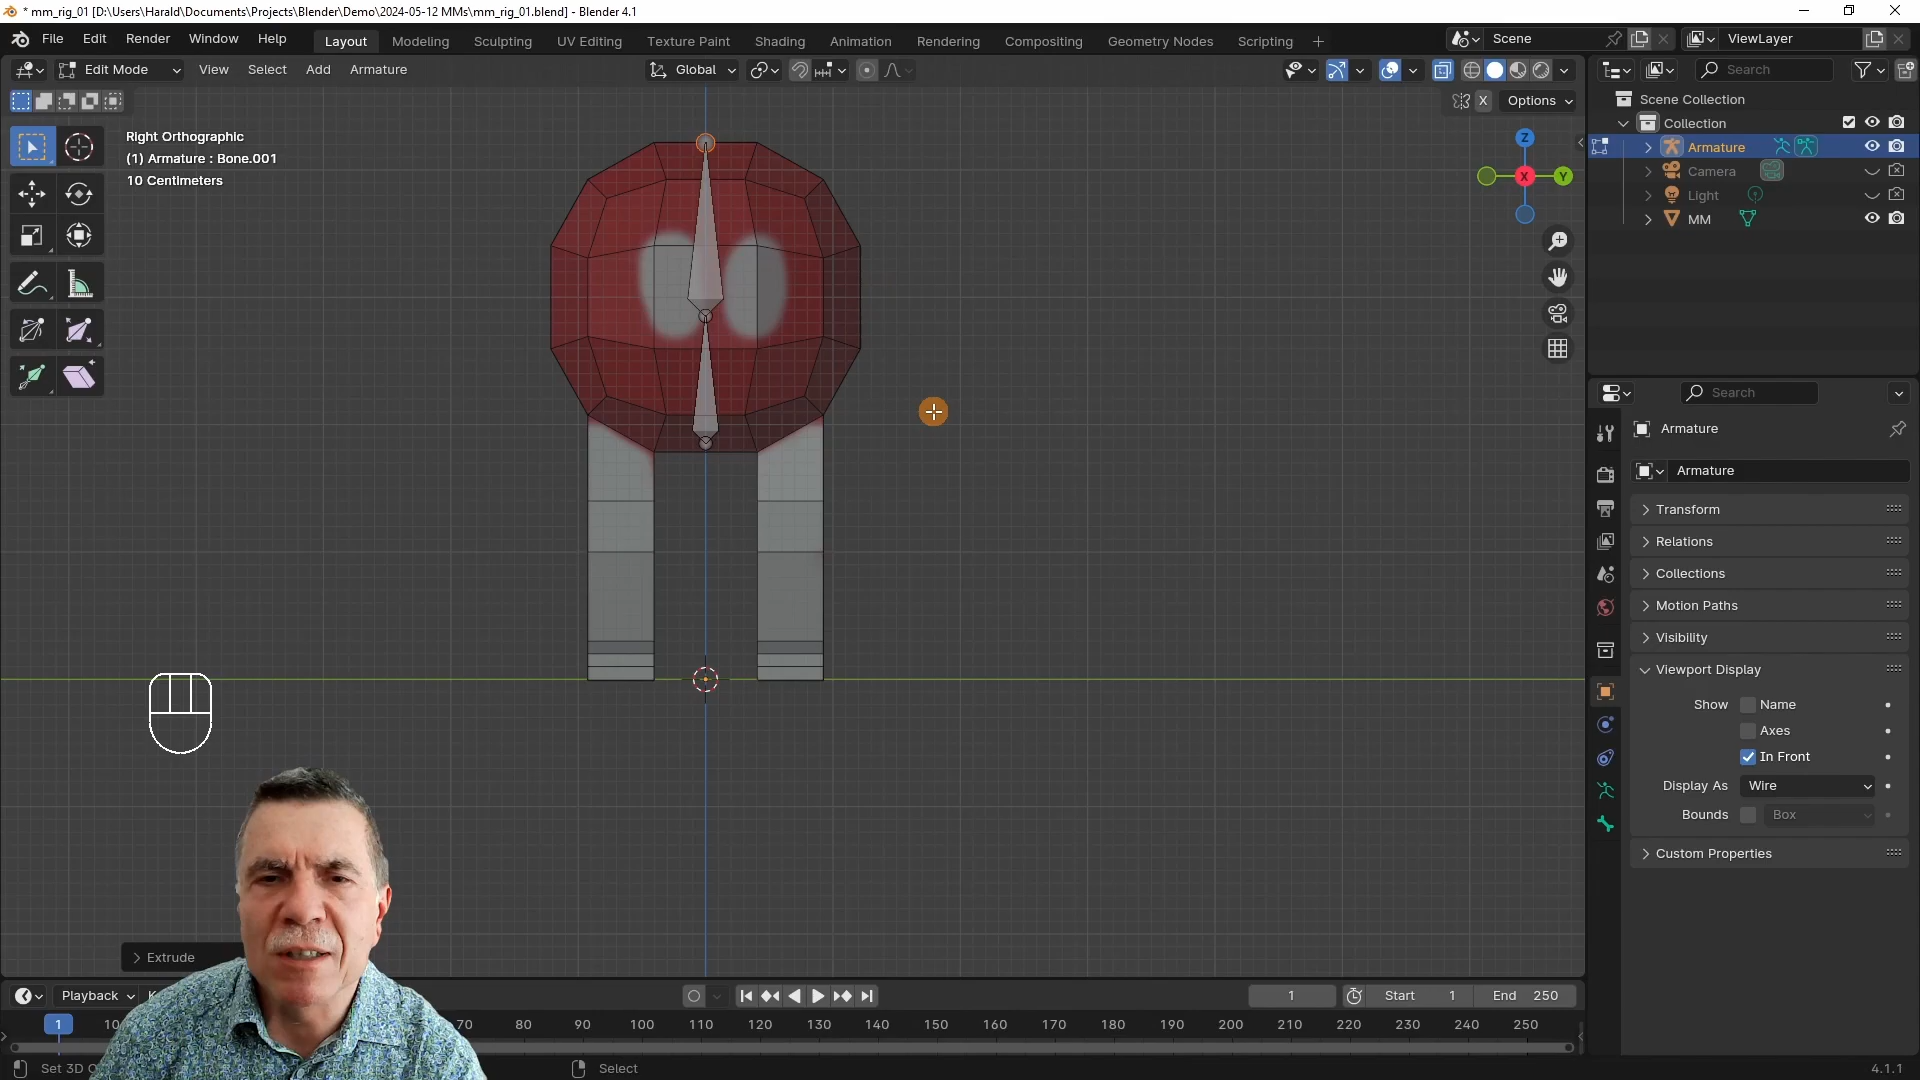 * mm_rig_01 [D:\Users\Harald\Documents\Projects\Blender\Demo\2024-05-12 MMs\mm_rig_01.blend] - Blender 4.1
File Edit Render Window Help Layout Modeling Sculpting UV Editing Texture Paint Shading Animation Rendering Compositing Geometry Nodes Scripting + Scene ViewLayer
Edit Mode View Select Add Armature Global Search
X Options
Scene Collection
Collection
Right Orthographic
(1) Armature : Bone.001
10 Centimeters
Z
X
Y
Armature
Camera
Light
MM
Search
Armature
Armature
Transform
Relations
Collections
Motion Paths
Visibility
Viewport Display
Show Name
Axes
In Front
Display As Wire
Bounds Box
Custom Properties
Extrude
Playback 1 Start 1 End 250
1 10 70 80 90 100 110 120 130 140 150 160 170 180 190 200 210 220 230 240 250
Set 3D Select 4.1.1